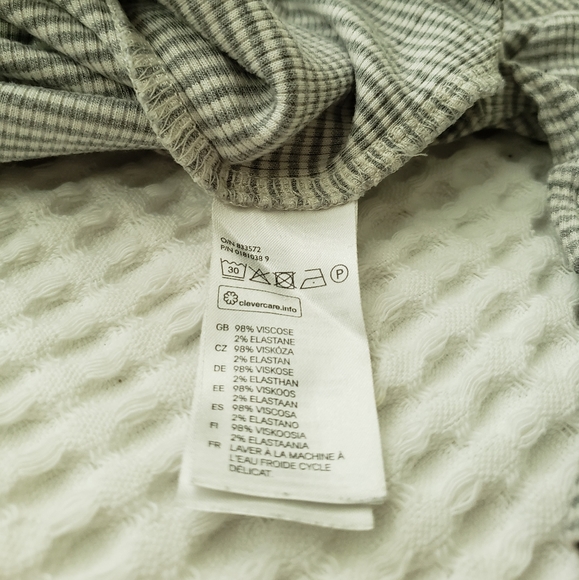 O/N 833572
P/N 0181038 9
30 P
clevercare.info
GB 98% VISCOSE
2% ELASTANE
CZ 98% VISKÓZA
2% ELASTAN
DE 98% VISKOSE
2% ELASTHAN
EE 98% VISKOOS
2% ELASTAAN
ES 98% VISCOSA
2% ELASTANO
FI 98% VISKOOSIA
2% ELASTAANIA
FR LAVER À LA MACHINE À
L'EAU FROIDE CYCLE
DÉLICAT.